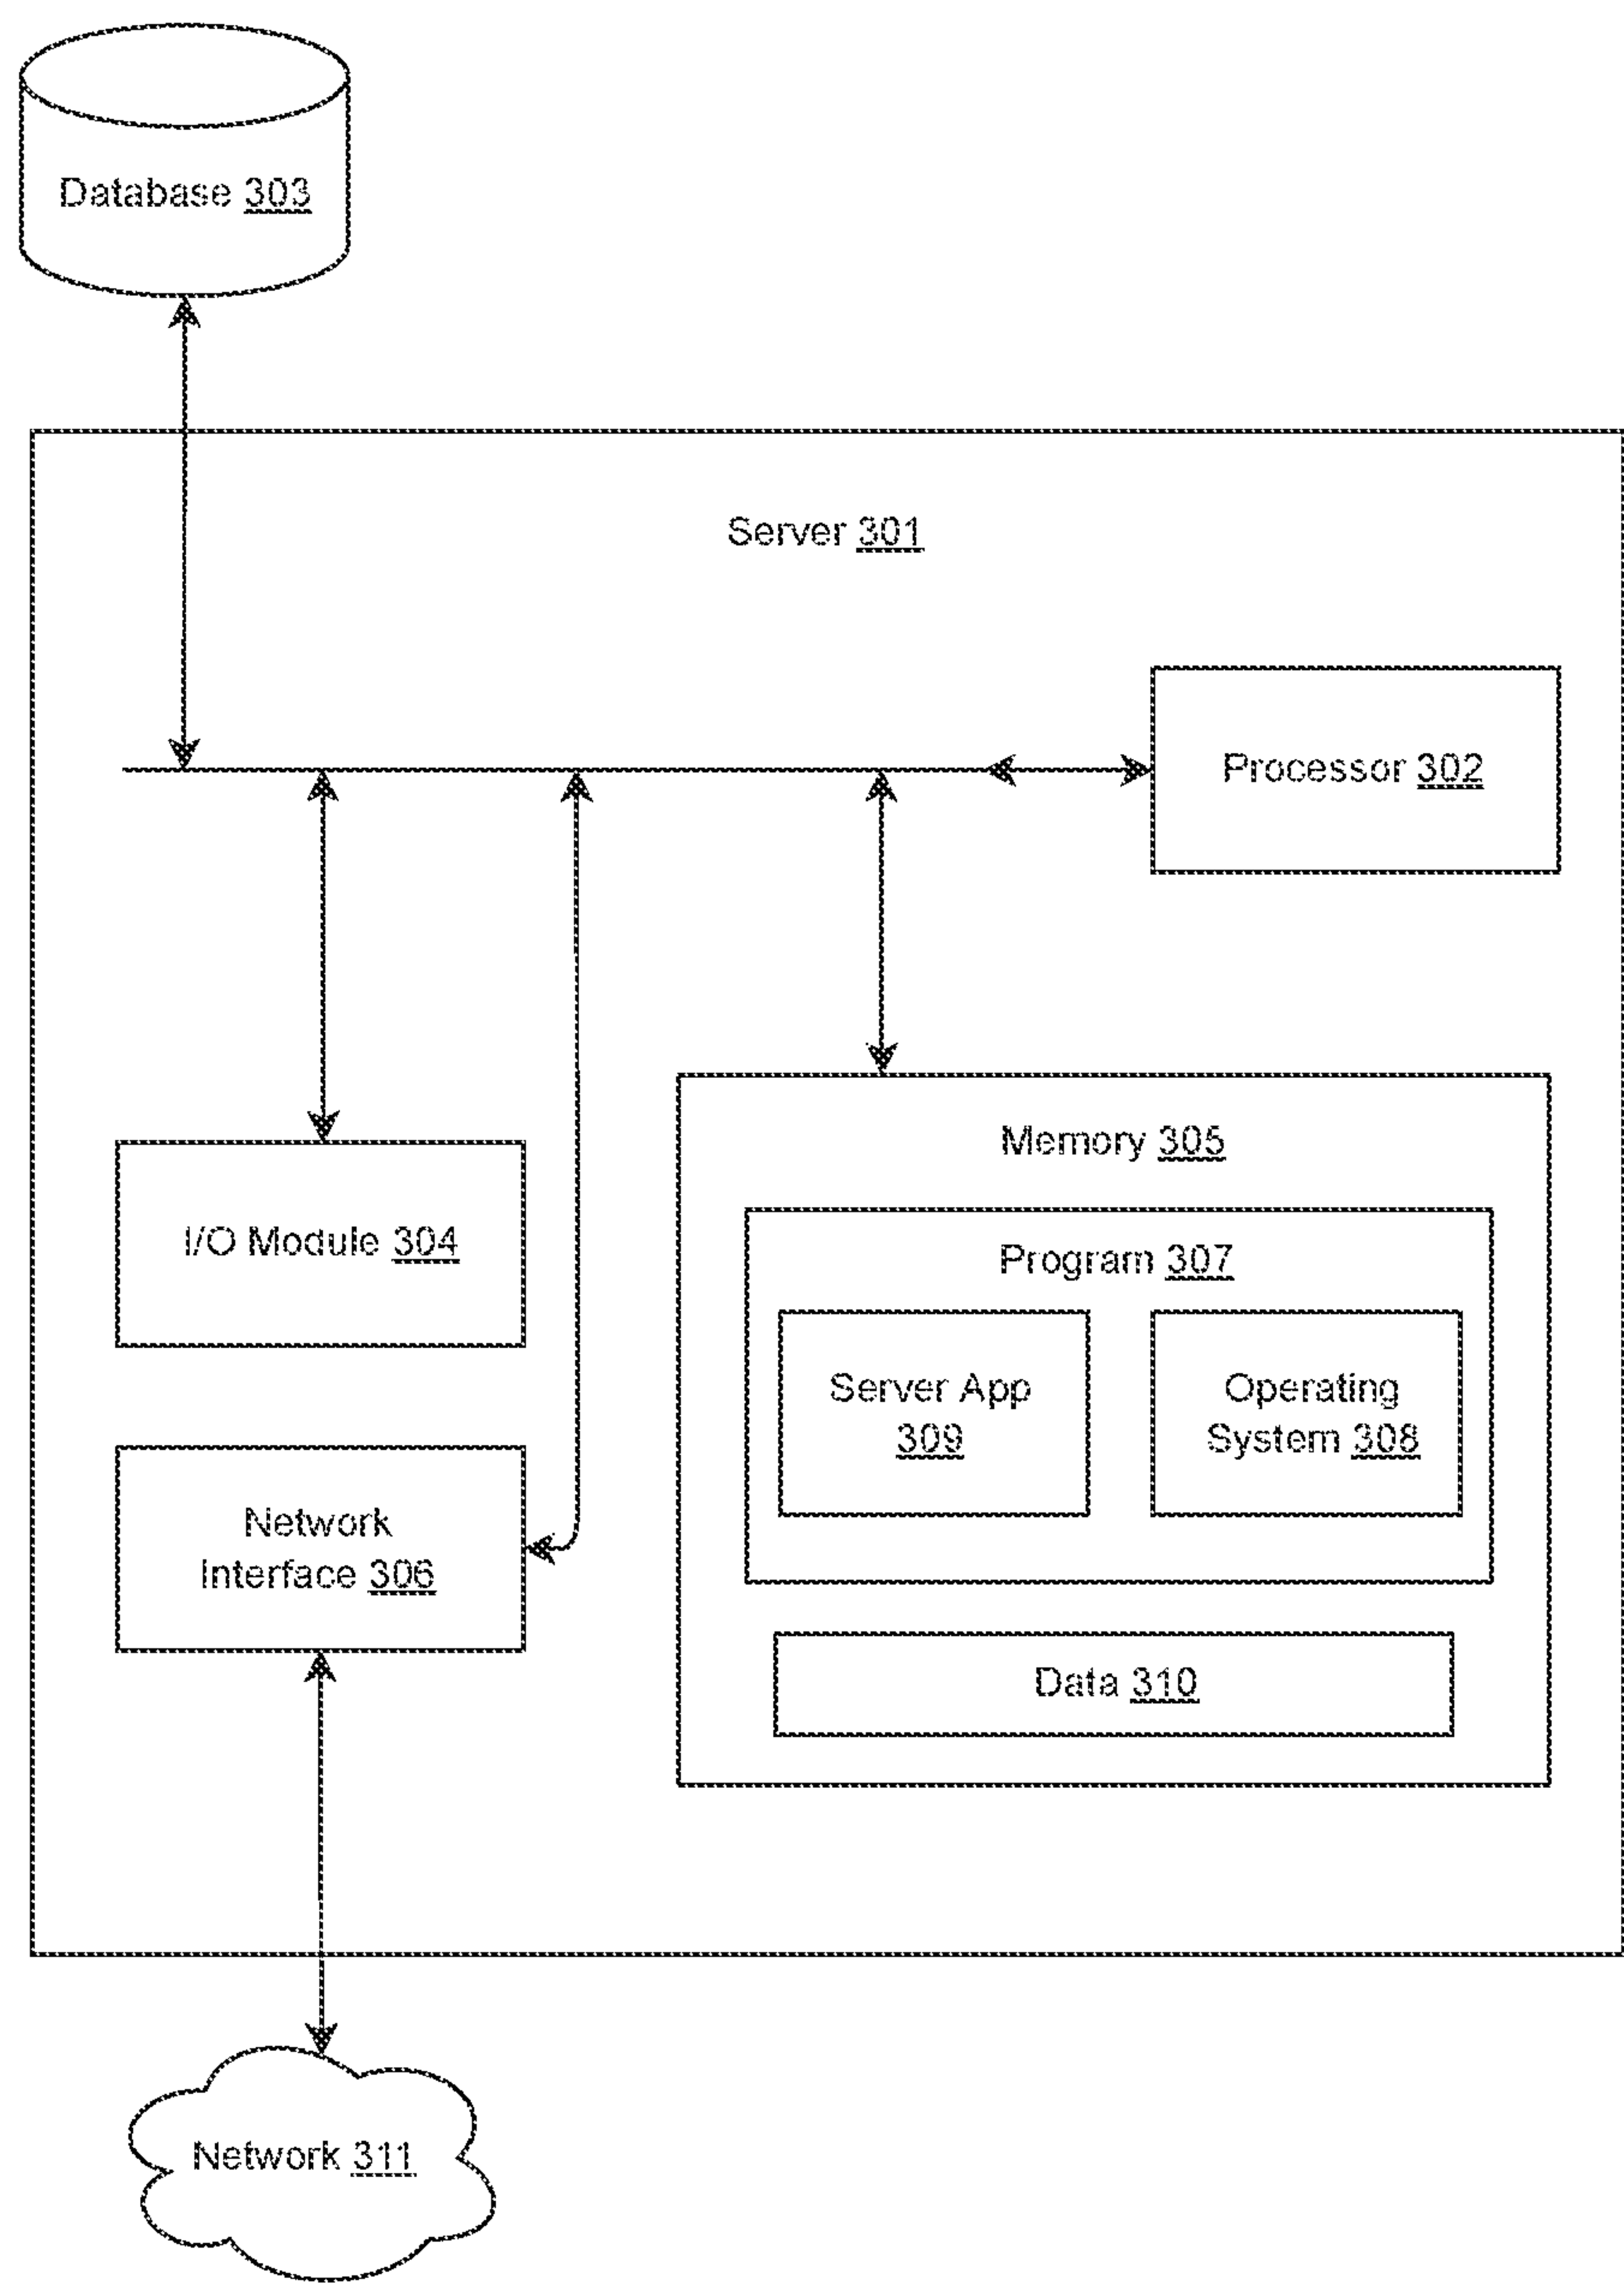 Database 303
Server 301
Processor 302
I/O Module 304
Memory 305
Program 307
Server App
309
Operating
System 308
Network
Interface 306
Data 310
Network 311